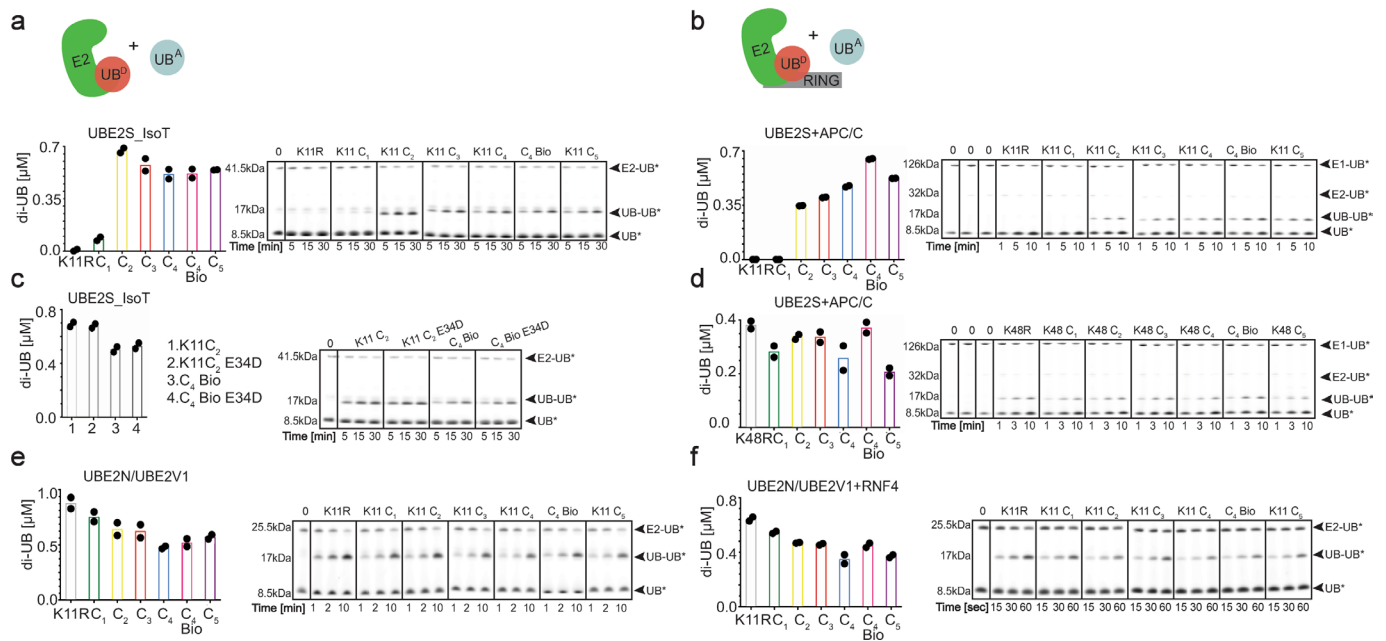 a
E2
UBᴰ
+
UBᴬ
UBE2S_IsoT
di-UB [µM]
0.7
0.35
0.0
K11R C₁ C₂ C₃ C₄ C₄ C₅
Bio
0 K11R K11 C₁ K11 C₂ K11 C₃ K11 C₄ C₄ Bio K11 C₅
41.5kDa
17kDa
8.5kDa
E2-UB*
UB-UB*
UB*
Time [min] 5 15 30 5 15 30 5 15 30 5 15 30 5 15 30 5 15 30 5 15 30
b
E2
UBᴰ
+
UBᴬ
RING
UBE2S+APC/C
di-UB [µM]
0.7
0.35
0.0
K11R C₁ C₂ C₃ C₄ C₄ C₅
Bio
0 0 0 K11R K11 C₁ K11 C₂ K11 C₃ K11 C₄ C₄ Bio K11 C₅
126kDa
32kDa
17kDa
8.5kDa
E1-UB*
E2-UB*
UB-UB*
UB*
Time [min] 1 5 10 1 5 10 1 5 10 1 5 10 1 5 10 1 5 10 1 5 10
c
UBE2S_IsoT
di-UB [µM]
0.8
0.4
0.0
1 2 3 4
1.K11C₂
2.K11C₂ E34D
3.C₄ Bio
4.C₄ Bio E34D
0 K11 C₂ K11 C₂ E34D C₄ Bio C₄ Bio E34D
41.5kDa
17kDa
8.5kDa
E2-UB*
UB-UB*
UB*
Time [min] 5 15 30 5 15 30 5 15 30 5 15 30
d
UBE2S+APC/C
di-UB [µM]
0.4
0.2
0.0
K48R C₁ C₂ C₃ C₄ C₄ C₅
Bio
0 0 0 K48R K48 C₁ K48 C₂ K48 C₃ K48 C₄ C₄ Bio K48 C₅
126kDa
32kDa
17kDa
8.5kDa
E1-UB*
E2-UB*
UB-UB*
UB*
Time [min] 1 3 10 1 3 10 1 3 10 1 3 10 1 3 10 1 3 10 1 3 10
e
UBE2N/UBE2V1
di-UB [µM]
1.0
0.5
0.0
K11R C₁ C₂ C₃ C₄ C₄ C₅
Bio
0 K11R K11 C₁ K11 C₂ K11 C₃ K11 C₄ C₄ Bio K11 C₅
25.5kDa
17kDa
8.5kDa
E2-UB*
UB-UB*
UB*
Time [min] 1 2 10 1 2 10 1 2 10 1 2 10 1 2 10 1 2 10 1 2 10
f
UBE2N/UBE2V1+RNF4
di-UB [µM]
0.8
0.4
0.0
K11R C₁ C₂ C₃ C₄ C₄ C₅
Bio
0 K11R K11 C₁ K11 C₂ K11 C₃ K11 C₄ C₄ Bio K11 C₅
25.5kDa
17kDa
8.5kDa
E2-UB*
UB-UB*
UB*
Time [sec] 15 30 60 15 30 60 15 30 60 15 30 60 15 30 60 15 30 60 15 30 60